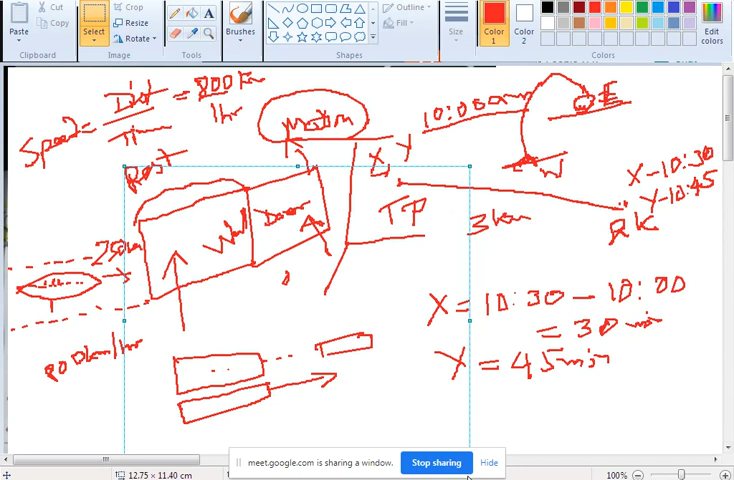 Paste
Cut
Copy
Clipboard
Select
Crop
Resize
Rotate
Image
A
Tools
Brushes
Shapes
Outline
Fill
Size
Color 1
Color 2
Edit colors
Colors
Speed = Dist / Time = 800 km / 1hr
Motion
10:00am
E
W
X, Y
Rest
Wall
Door
TP
3km
RK
X-10:30
Y-10:45
250km
800km/hr
X = 10:30 - 10:00
= 30 min
Y = 45min
meet.google.com is sharing a window.
Stop sharing
Hide
12.75 × 11.40 cm
100%